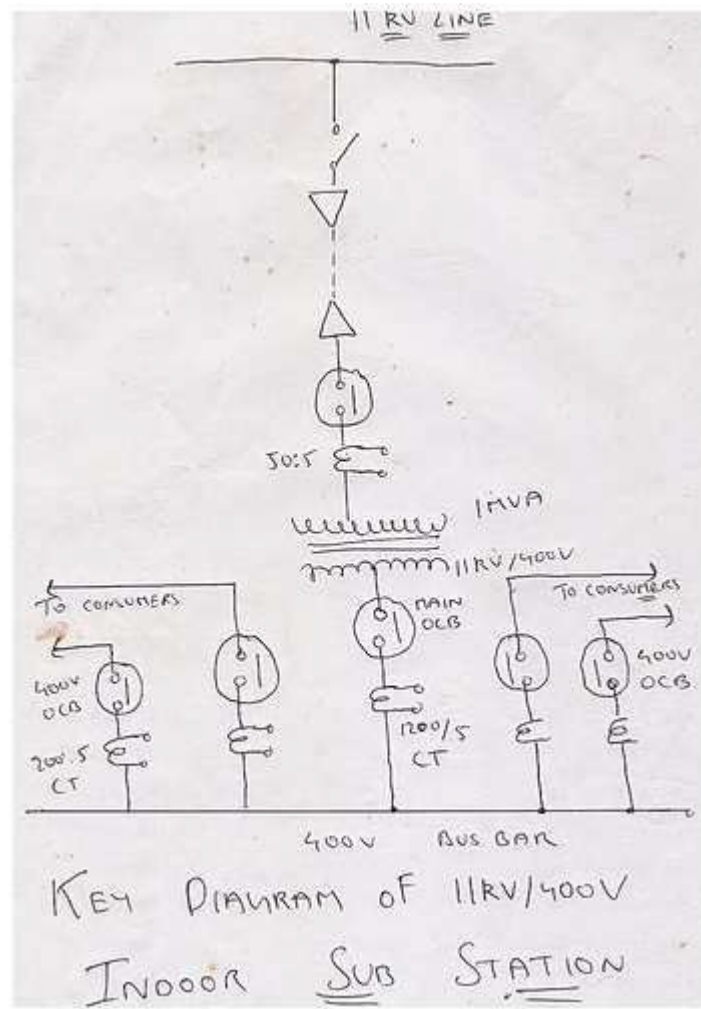 11 KV LINE
50:5
1MVA
11KV/400V
TO CONSUMERS
MAIN
OCB
TO CONSUMERS
400V
OCB
400V
OCB
200:5
CT
1200/5
CT
400V BUS BAR
KEY DIAGRAM OF 11KV/400V
INDOOR SUB STATION